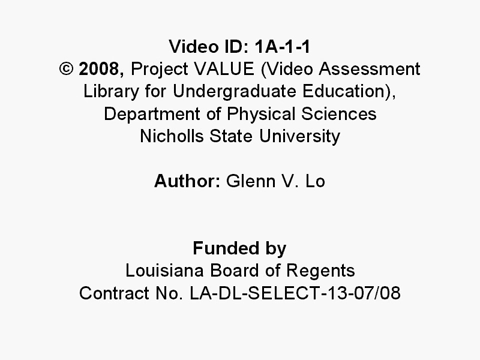 Video ID: 1A-1-1
© 2008, Project VALUE (Video Assessment
Library for Undergraduate Education),
Department of Physical Sciences
Nicholls State University
Author: Glenn V. Lo
Funded by
Louisiana Board of Regents
Contract No. LA-DL-SELECT-13-07/08